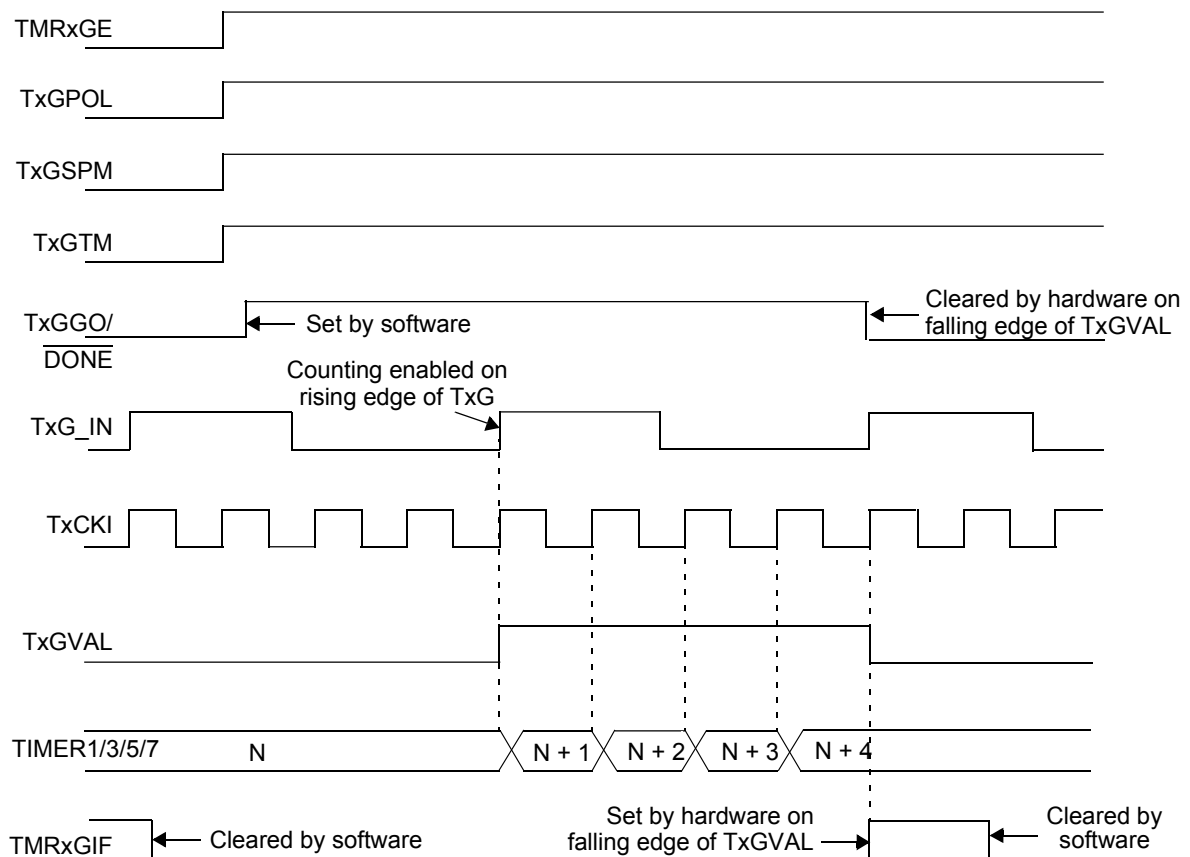 TMRxGE
TxGPOL
TxGSPM
TxGTM
TxGGO/
DONE
Set by software
Cleared by hardware on
falling edge of TxGVAL
Counting enabled on
rising edge of TxG
TxG_IN
TxCKI
TxGVAL
TIMER1/3/5/7
N
N + 1
N + 2
N + 3
N + 4
TMRxGIF
Cleared by software
Set by hardware on
falling edge of TxGVAL
Cleared by
software